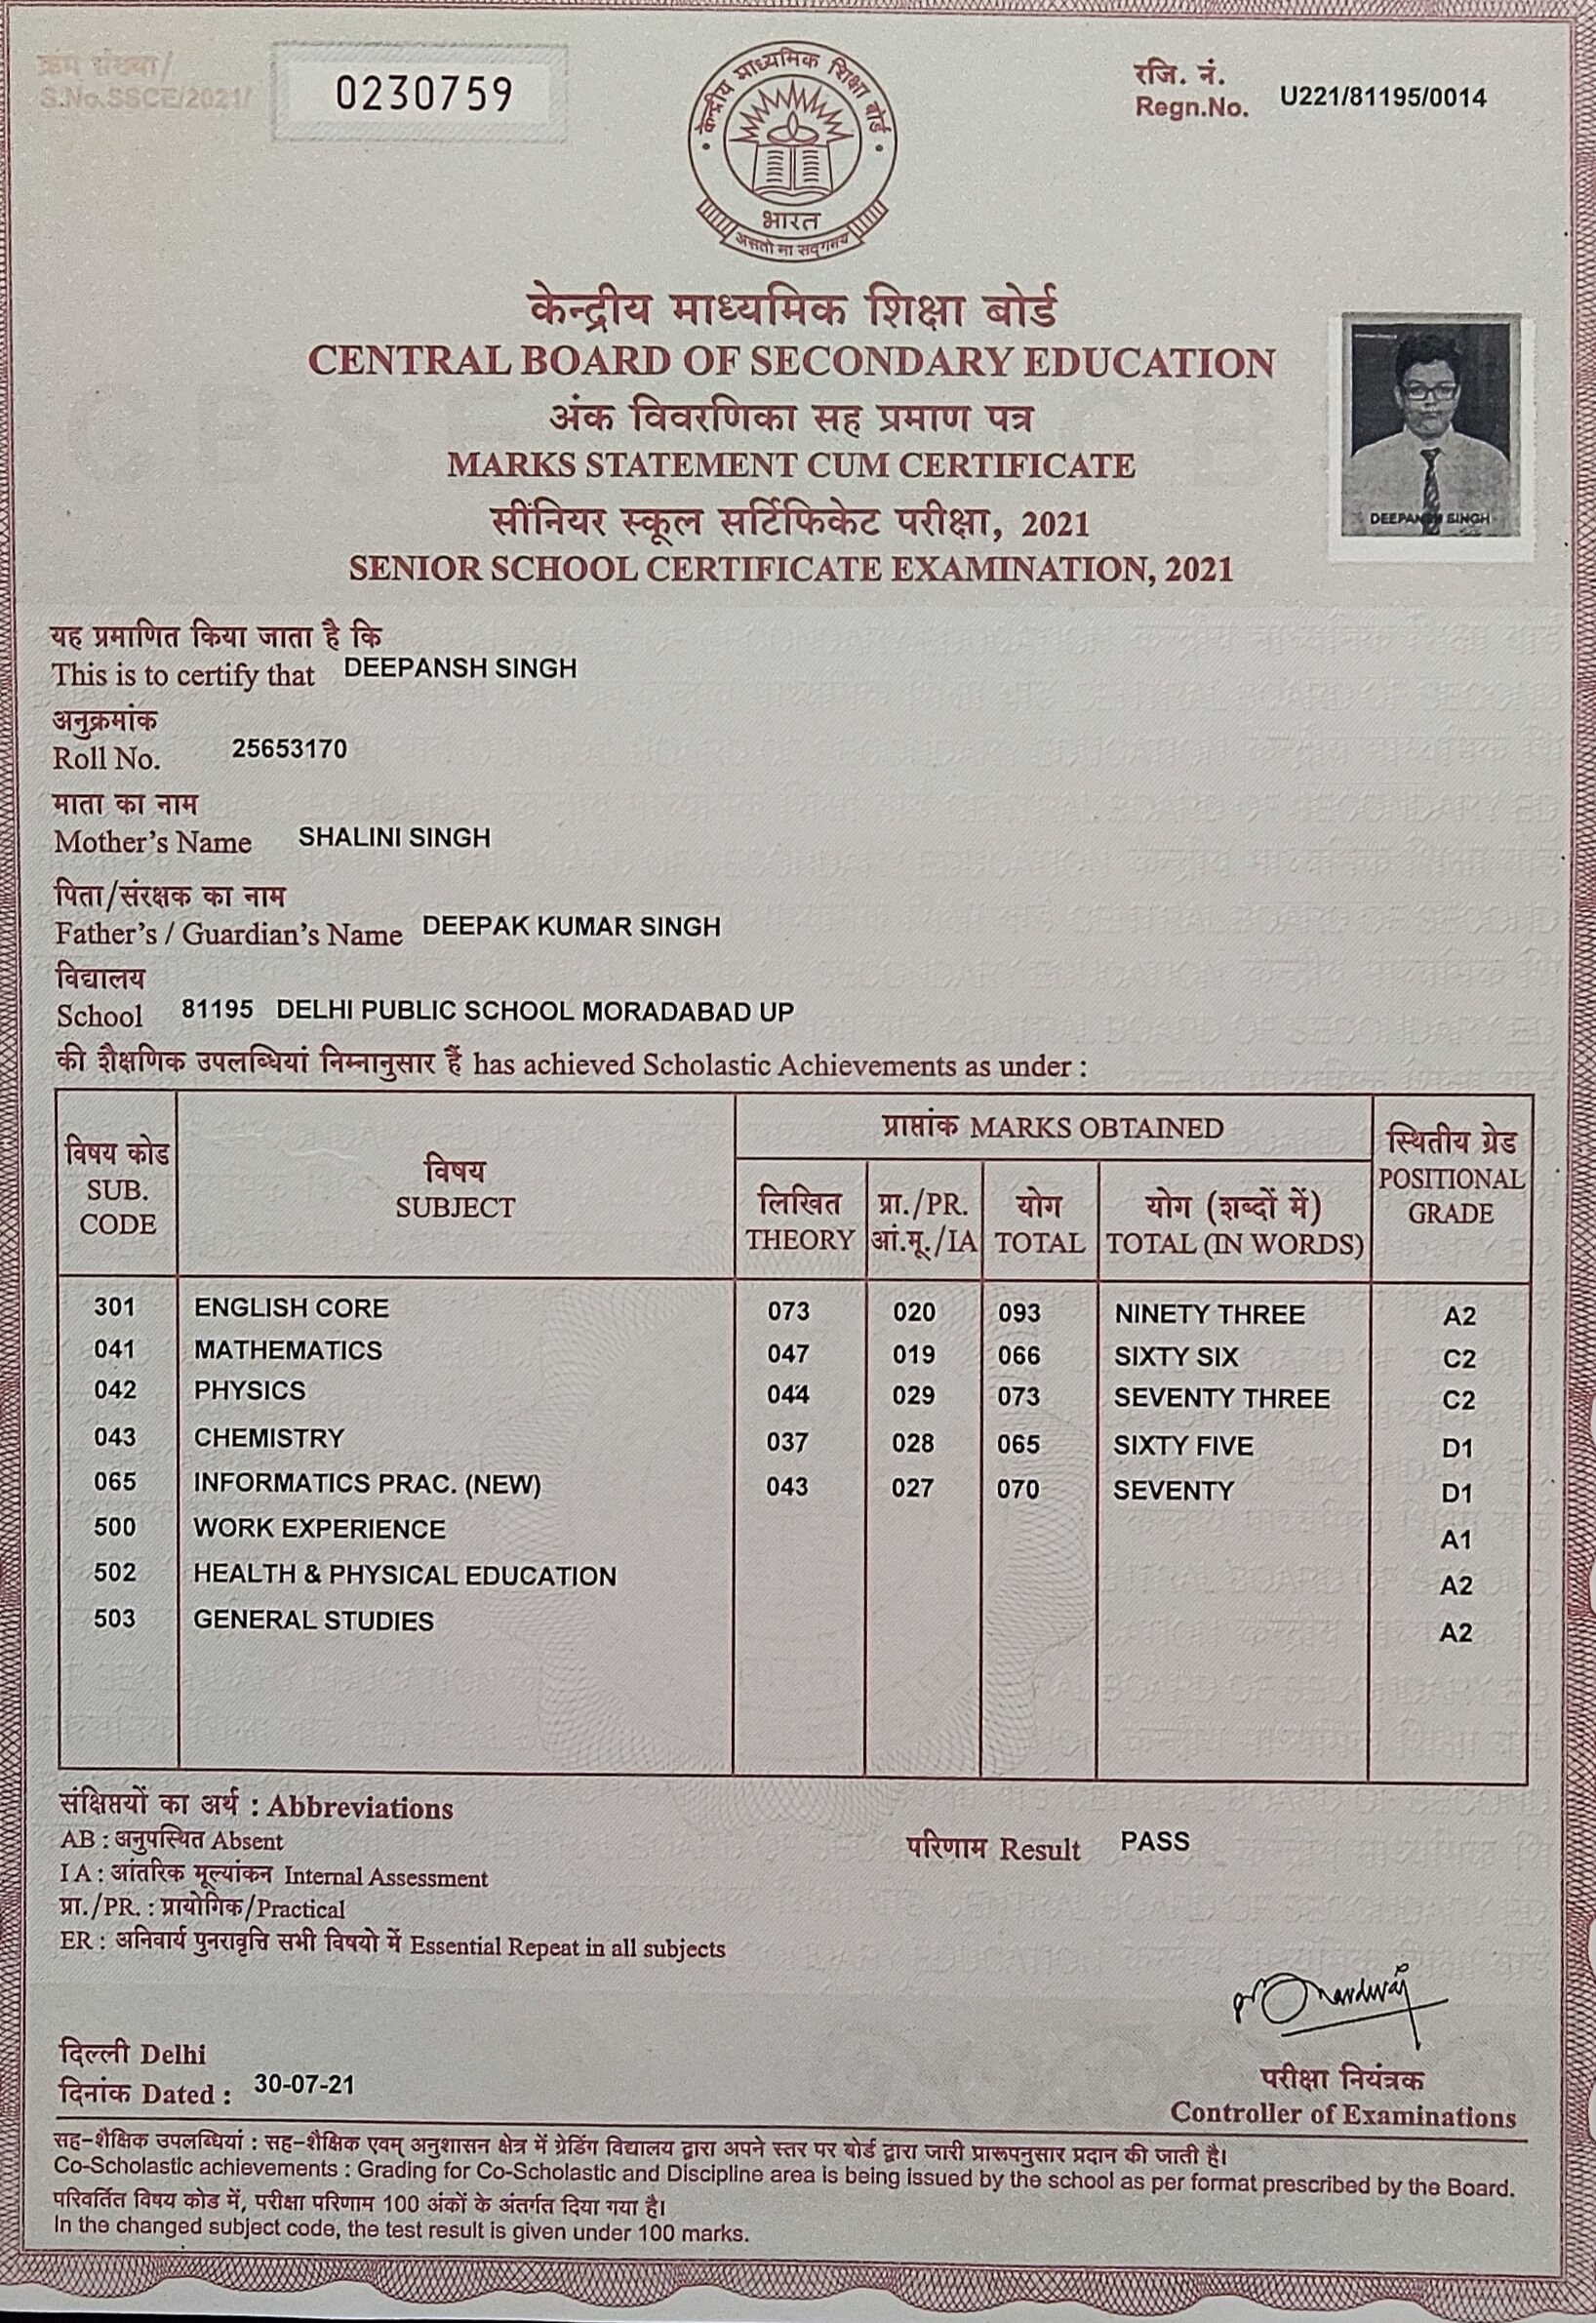 क्रम संख्या/
S.No.SSCE/2021/
0230759
केन्द्रीय माध्यमिक शिक्षा बोर्ड
भारत
असतो मा सद्गमय
रजि. नं.
Regn.No. U221/81195/0014
केन्द्रीय माध्यमिक शिक्षा बोर्ड
CENTRAL BOARD OF SECONDARY EDUCATION
अंक विवरणिका सह प्रमाण पत्र
MARKS STATEMENT CUM CERTIFICATE
सीनियर स्कूल सर्टिफिकेट परीक्षा, 2021
SENIOR SCHOOL CERTIFICATE EXAMINATION, 2021
DEEPANSH SINGH
यह प्रमाणित किया जाता है कि
This is to certify that DEEPANSH SINGH
अनुक्रमांक
Roll No. 25653170
माता का नाम
Mother's Name SHALINI SINGH
पिता/संरक्षक का नाम
Father's / Guardian's Name DEEPAK KUMAR SINGH
विद्यालय
School 81195 DELHI PUBLIC SCHOOL MORADABAD UP
की शैक्षणिक उपलब्धियां निम्नानुसार हैं has achieved Scholastic Achievements as under :
विषय कोड
SUB.
CODE
विषय
SUBJECT
प्राप्तांक MARKS OBTAINED
लिखित
THEORY
प्रा./PR.
आं.मू./IA
योग
TOTAL
योग (शब्दों में)
TOTAL (IN WORDS)
स्थितीय ग्रेड
POSITIONAL
GRADE
301 ENGLISH CORE 073 020 093 NINETY THREE A2
041 MATHEMATICS 047 019 066 SIXTY SIX C2
042 PHYSICS 044 029 073 SEVENTY THREE C2
043 CHEMISTRY 037 028 065 SIXTY FIVE D1
065 INFORMATICS PRAC. (NEW) 043 027 070 SEVENTY D1
500 WORK EXPERIENCE A1
502 HEALTH & PHYSICAL EDUCATION A2
503 GENERAL STUDIES A2
संक्षिप्तयों का अर्थ : Abbreviations
AB : अनुपस्थित Absent
IA : आंतरिक मूल्यांकन Internal Assessment
प्रा./PR. : प्रायोगिक/Practical
ER : अनिवार्य पुनरावृत्ति सभी विषयो में Essential Repeat in all subjects
परिणाम Result PASS
दिल्ली Delhi
दिनांक Dated : 30-07-21
परीक्षा नियंत्रक
Controller of Examinations
सह-शैक्षिक उपलब्धियां : सह-शैक्षिक एवम् अनुशासन क्षेत्र में ग्रेडिंग विद्यालय द्वारा अपने स्तर पर बोर्ड द्वारा जारी प्रारूपनुसार प्रदान की जाती है।
Co-Scholastic achievements : Grading for Co-Scholastic and Discipline area is being issued by the school as per format prescribed by the Board.
परिवर्तित विषय कोड में, परीक्षा परिणाम 100 अंकों के अंतर्गत दिया गया है।
In the changed subject code, the test result is given under 100 marks.